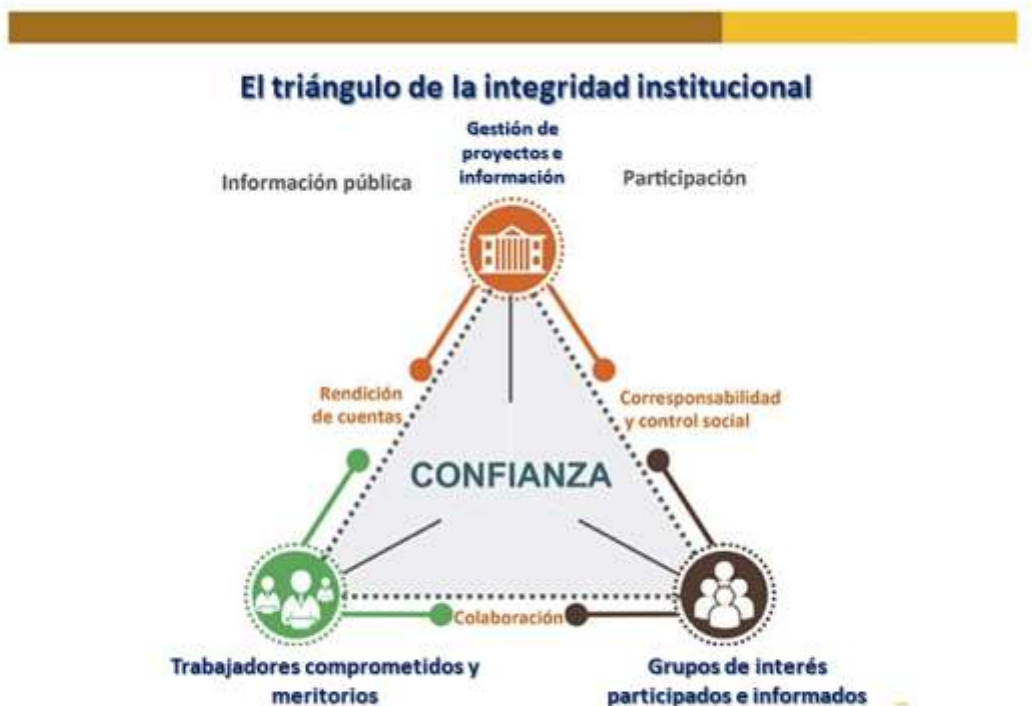 El triángulo de la integridad institucional
Gestión de
proyectos e
información
Información pública
Participación
Rendición
de cuentas
Corresponsabilidad
y control social
CONFIANZA
Colaboración
Trabajadores comprometidos y
meritorios
Grupos de interés
participados e informados